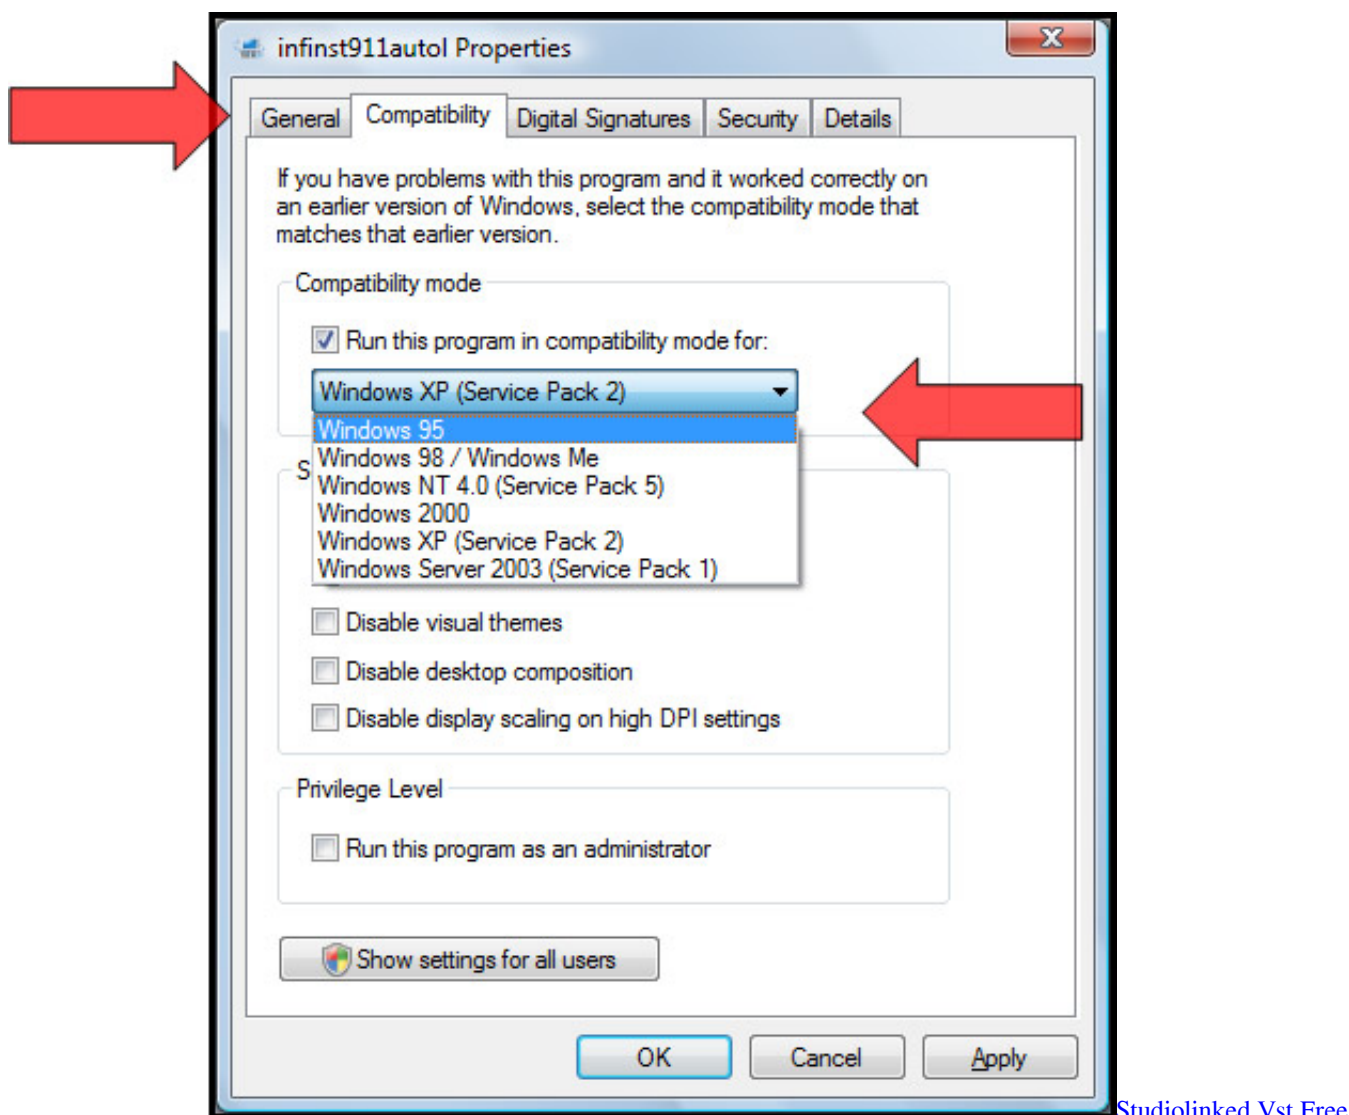 infinst911autol Properties
General Compatibility Digital Signatures Security Details
If you have problems with this program and it worked correctly on
an earlier version of Windows, select the compatibility mode that
matches that earlier version.
Compatibility mode
Run this program in compatibility mode for:
Windows XP (Service Pack 2)
Windows 95
Windows 98 / Windows Me
Windows NT 4.0 (Service Pack 5)
Windows 2000
Windows XP (Service Pack 2)
Windows Server 2003 (Service Pack 1)
Disable visual themes
Disable desktop composition
Disable display scaling on high DPI settings
Privilege Level
Run this program as an administrator
Show settings for all users
OK Cancel Apply
Studiolinked Vst Free